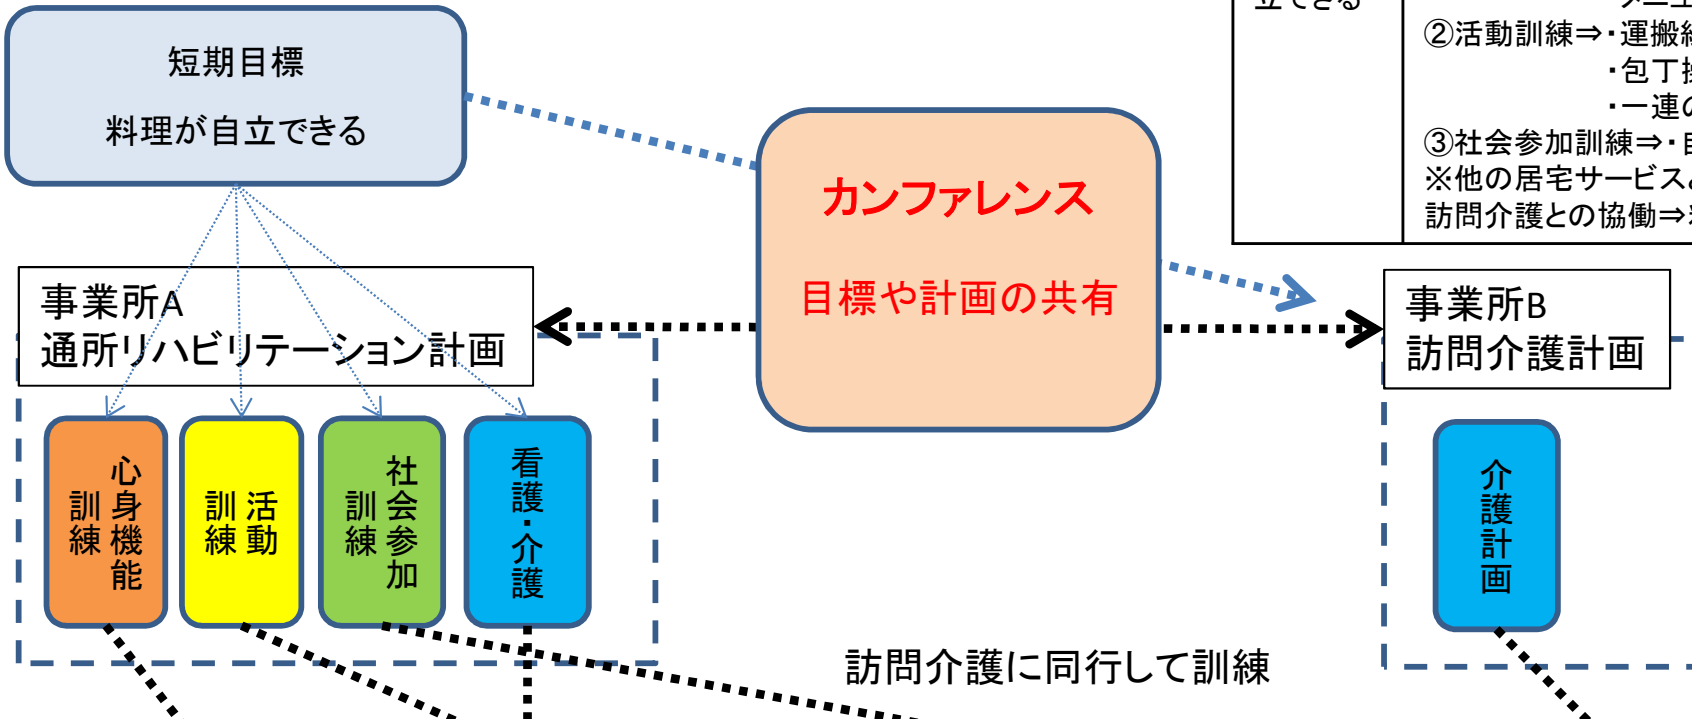 短期目標
料理が自立できる
立できる
②活動訓練⇒・運搬
・包丁
・一連の
③社会参加訓練⇒・
※他の居宅サービス
訪問介護との協働⇒
カンファレンス
目標や計画の共有
事業所A
通所リハビリテーション計画
事業所B
訪問介護計画
心身機能
訓練
活動
訓練
社会参加
訓練
看護・介護
介護計画
訪問介護に同行して訓練